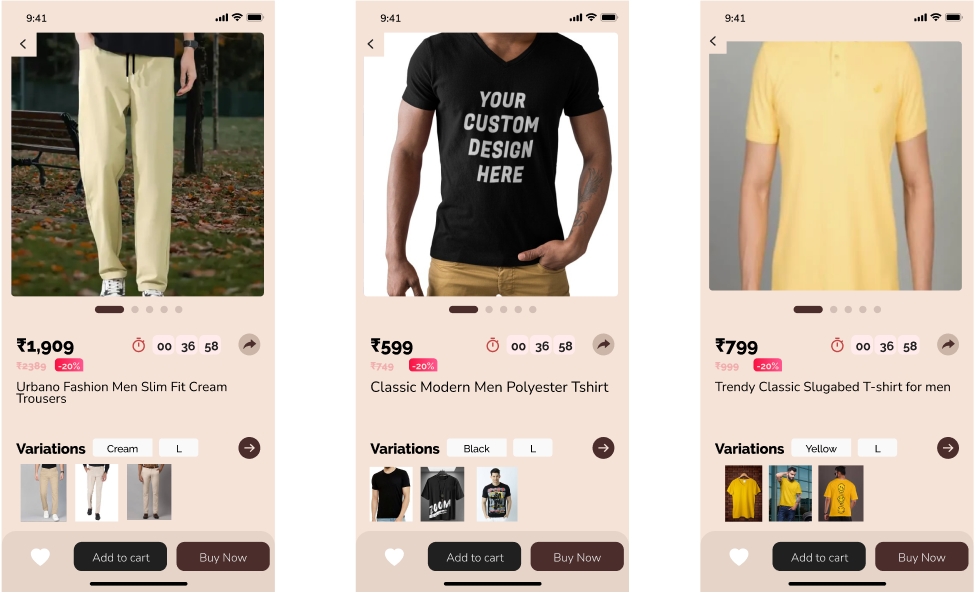 9:41
₹1,909
00 36 58
₹2389 -20%
Urbano Fashion Men Slim Fit Cream
Trousers
Variations Cream L
Add to cart Buy Now
9:41
YOUR
CUSTOM
DESIGN
HERE
₹599
00 36 58
₹749 -20%
Classic Modern Men Polyester Tshirt
Variations Black L
ZOOM
Add to cart Buy Now
9:41
₹799
00 36 58
₹999 -20%
Trendy Classic Slugabed T-shirt for men
Variations Yellow L
Add to cart Buy Now